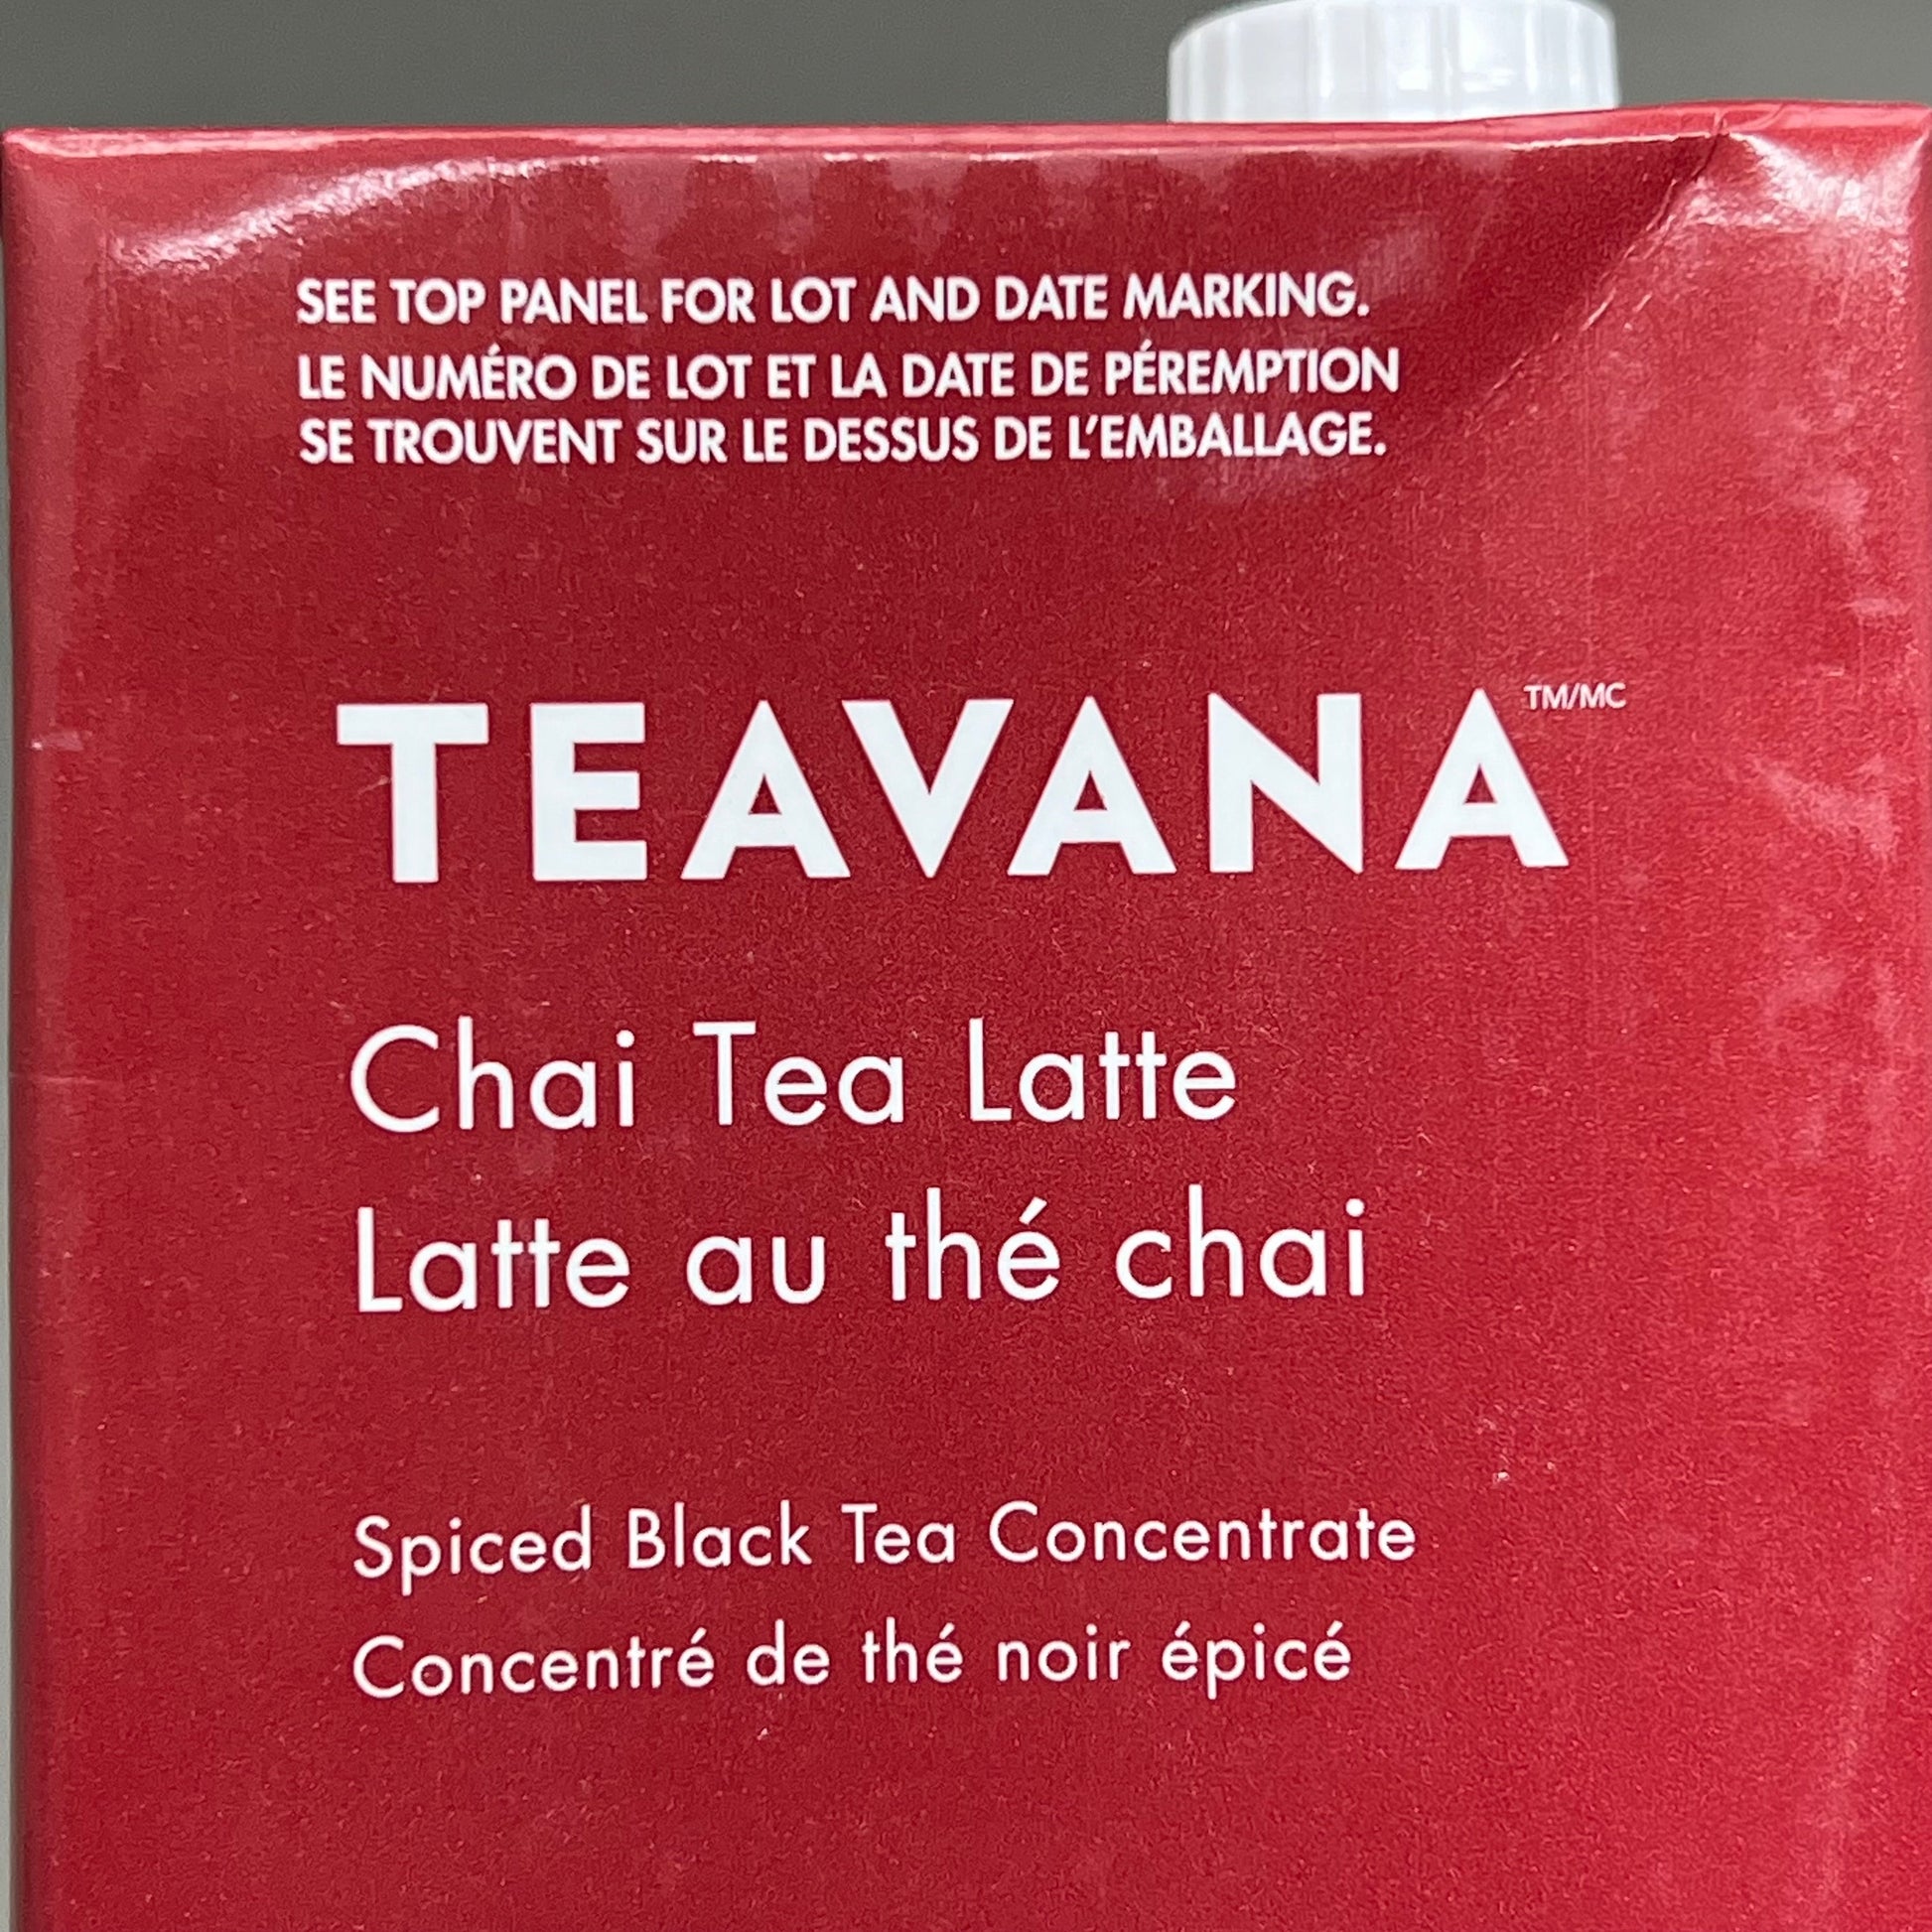 SEE TOP PANEL FOR LOT AND DATE MARKING.
LE NUMÉRO DE LOT ET LA DATE DE PÉREMPTION
SE TROUVENT SUR LE DESSUS DE L'EMBALLAGE.
TEAVANA TM/MC
Chai Tea Latte
Latte au thé chai
Spiced Black Tea Concentrate
Concentré de thé noir épicé